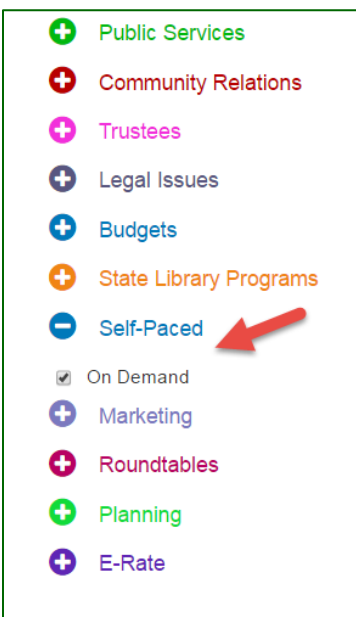 Public Services
Community Relations
Trustees
Legal Issues
Budgets
State Library Programs
Self-Paced
On Demand
Marketing
Roundtables
Planning
E-Rate